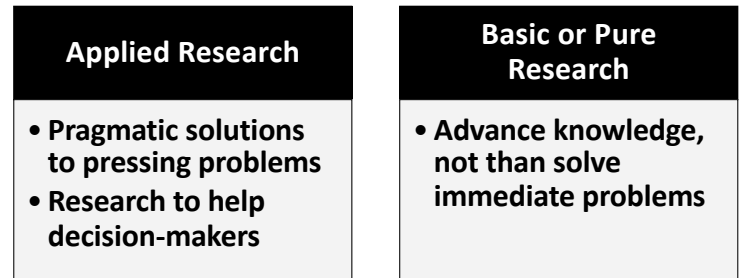 Applied Research
• Pragmatic solutions
to pressing problems
• Research to help
decision-makers
Basic or Pure
Research
• Advance knowledge,
not than solve
immediate problems